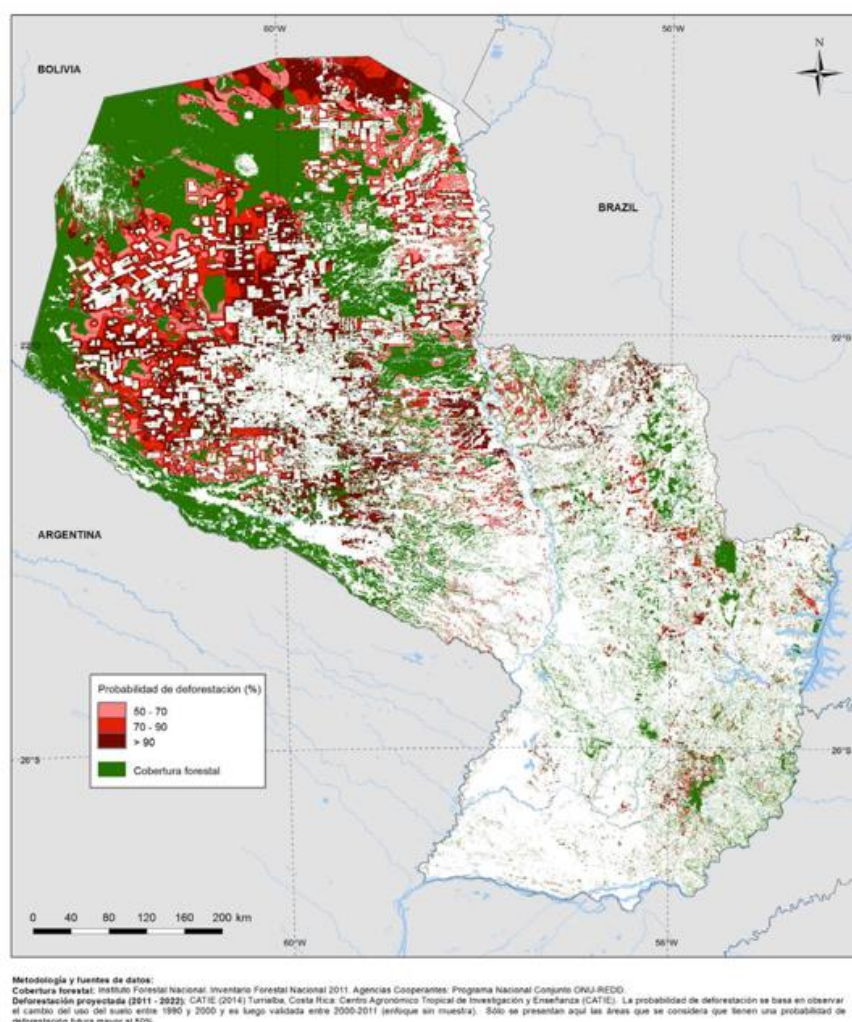 60°W
56°W
N
BOLIVIA
BRAZIL
22°S
ARGENTINA
Probabilidad de deforestación (%)
50 - 70
70 - 90
> 90
Cobertura forestal
26°S
26°S
0 40 80 120 160 200 km
60°W
56°W
Metodología y fuentes de datos:
Cobertura forestal: Instituto Forestal Nacional. Inventario Forestal Nacional 2011. Agencias Cooperantes: Programa Nacional Conjunto ONU-REDD.
Deforestación proyectada (2011 - 2022): CATIE (2014) Turrialba, Costa Rica: Centro Agronómico Tropical de Investigación y Enseñanza (CATIE). La probabilidad de deforestación se basa en observar
el cambio del uso del suelo entre 1990 y 2000 y es luego validada entre 2000-2011 (enfoque sin muestra). Sólo se presentan aquí las áreas que se considera que tienen una probabilidad de
deforestación futura mayor al 50%.